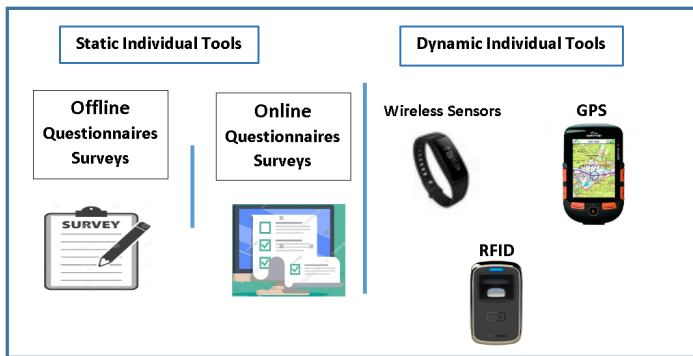 Static Individual Tools
Dynamic Individual Tools
Offline
Questionnaires
Surveys
Online
Questionnaires
Surveys
Wireless Sensors
GPS
RFID
SURVEY